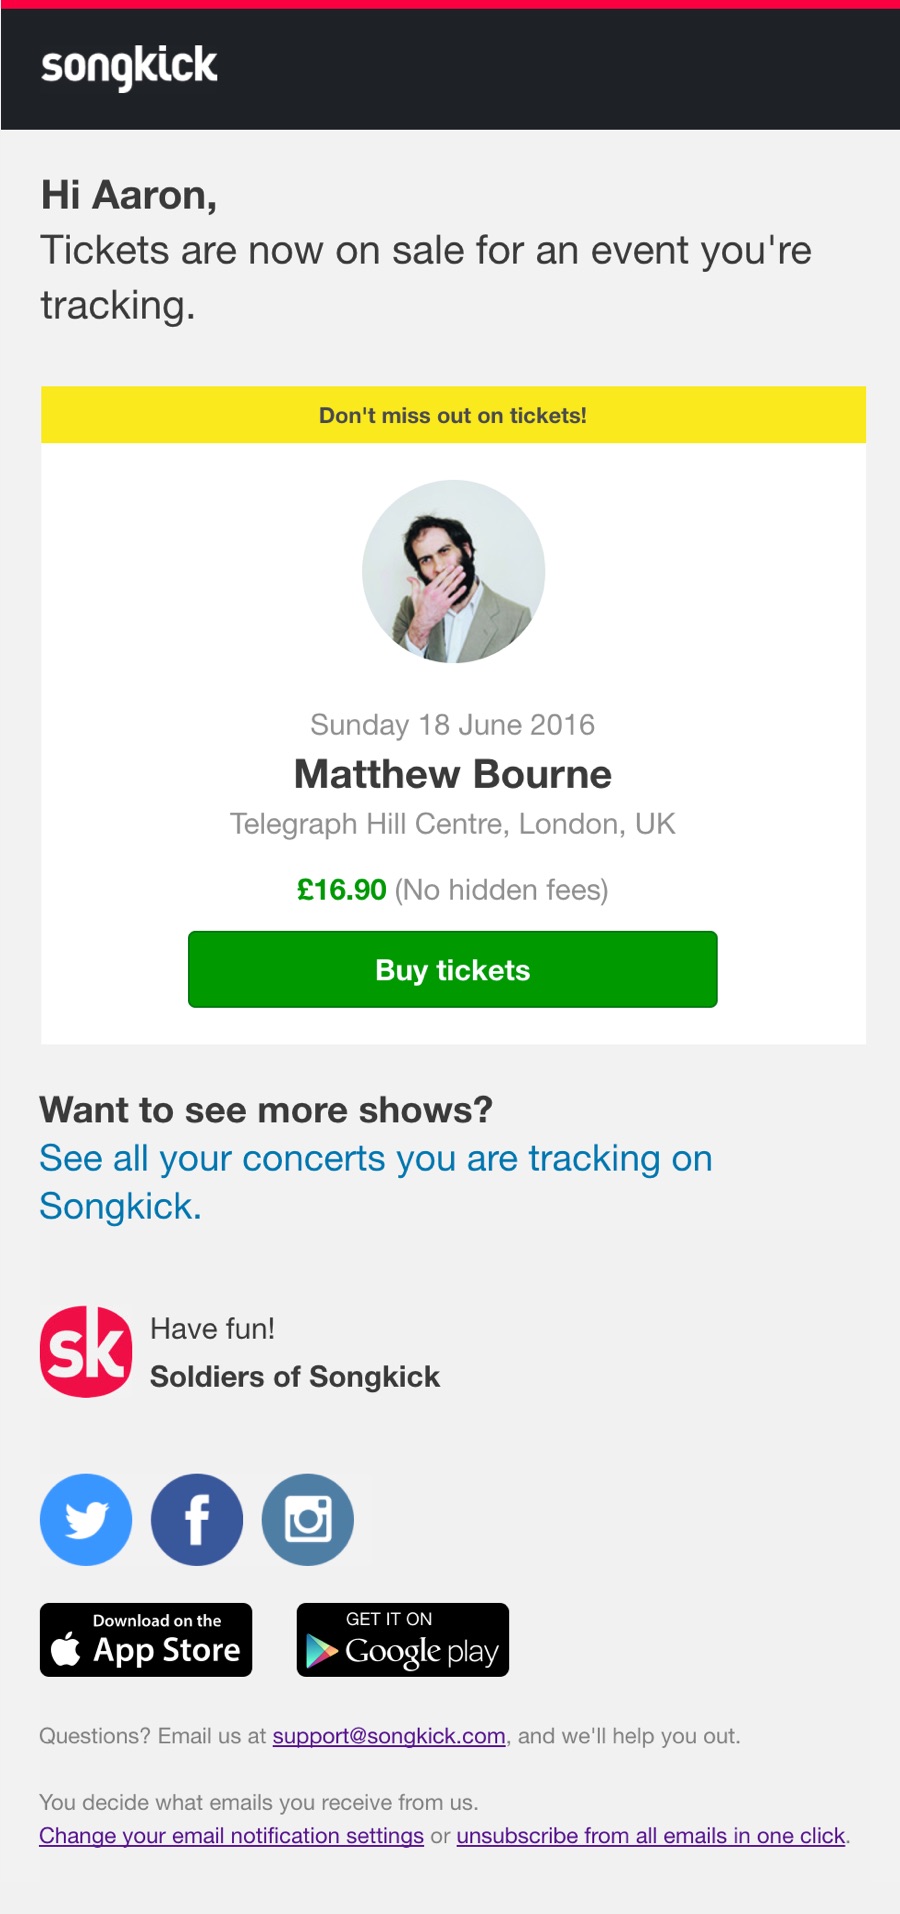 songkick
Hi Aaron,
Tickets are now on sale for an event you're
tracking.
Don't miss out on tickets!
Sunday 18 June 2016
Matthew Bourne
Telegraph Hill Centre, London, UK
£16.90 (No hidden fees)
Buy tickets
Want to see more shows?
See all your concerts you are tracking on
Songkick.
sk
Have fun!
Soldiers of Songkick
f
Download on the
App Store
GET IT ON
Google play
Questions? Email us at support@songkick.com, and we'll help you out.
You decide what emails you receive from us.
Change your email notification settings or unsubscribe from all emails in one click.